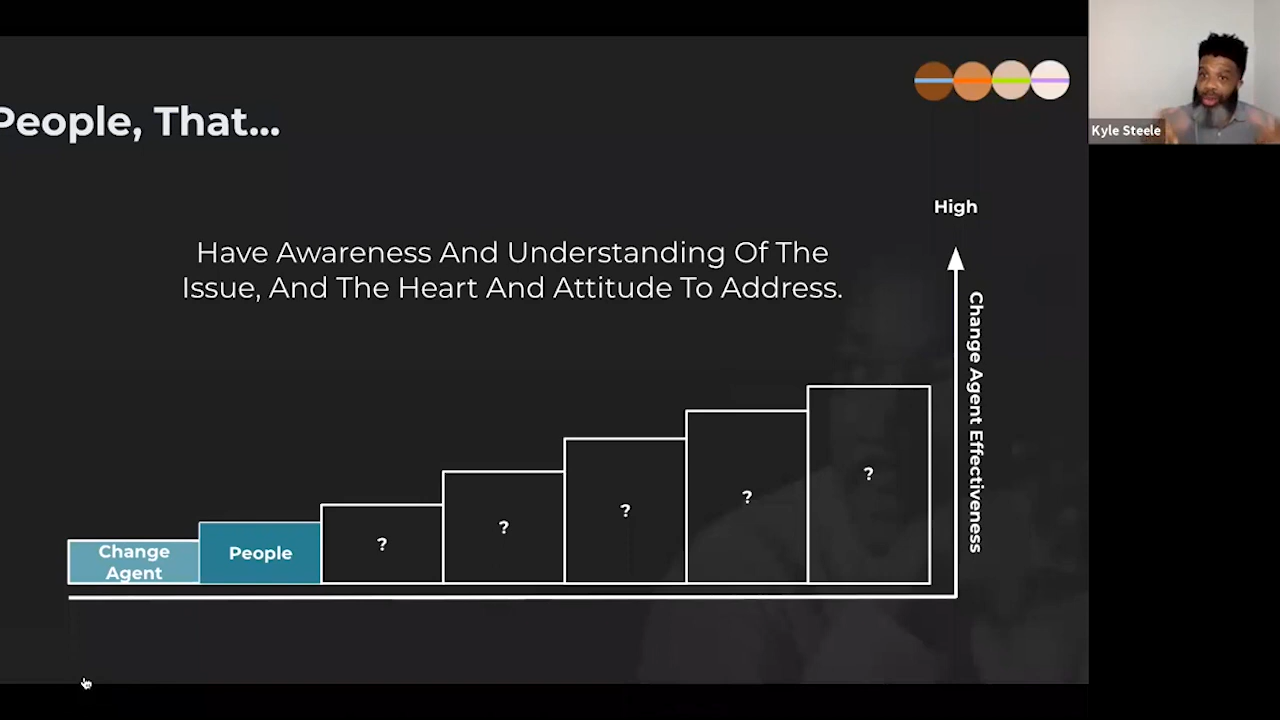 People, That...
Kyle Steele
High
Have Awareness And Understanding Of The
Issue, And The Heart And Attitude To Address.
Change Agent Effectiveness
Change
Agent
People
?
?
?
?
?